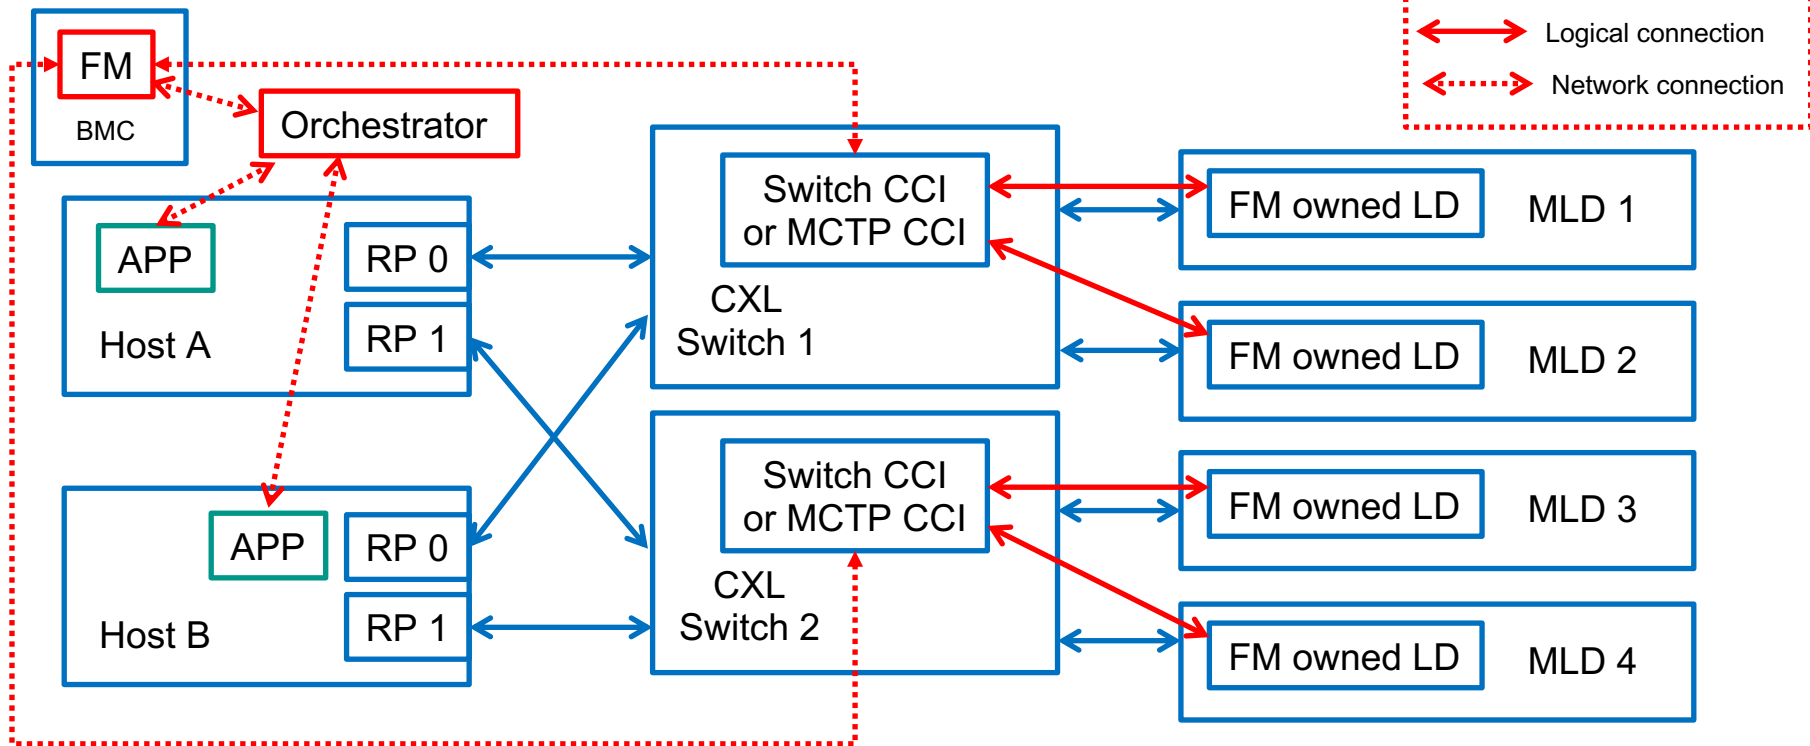 FM
BMC
Orchestrator
Logical connection
Network connection
APP
RP 0
RP 1
Host A
Switch CCI
or MCTP CCI
CXL
Switch 1
FM owned LD
MLD 1
FM owned LD
MLD 2
APP
RP 0
RP 1
Host B
Switch CCI
or MCTP CCI
CXL
Switch 2
FM owned LD
MLD 3
FM owned LD
MLD 4